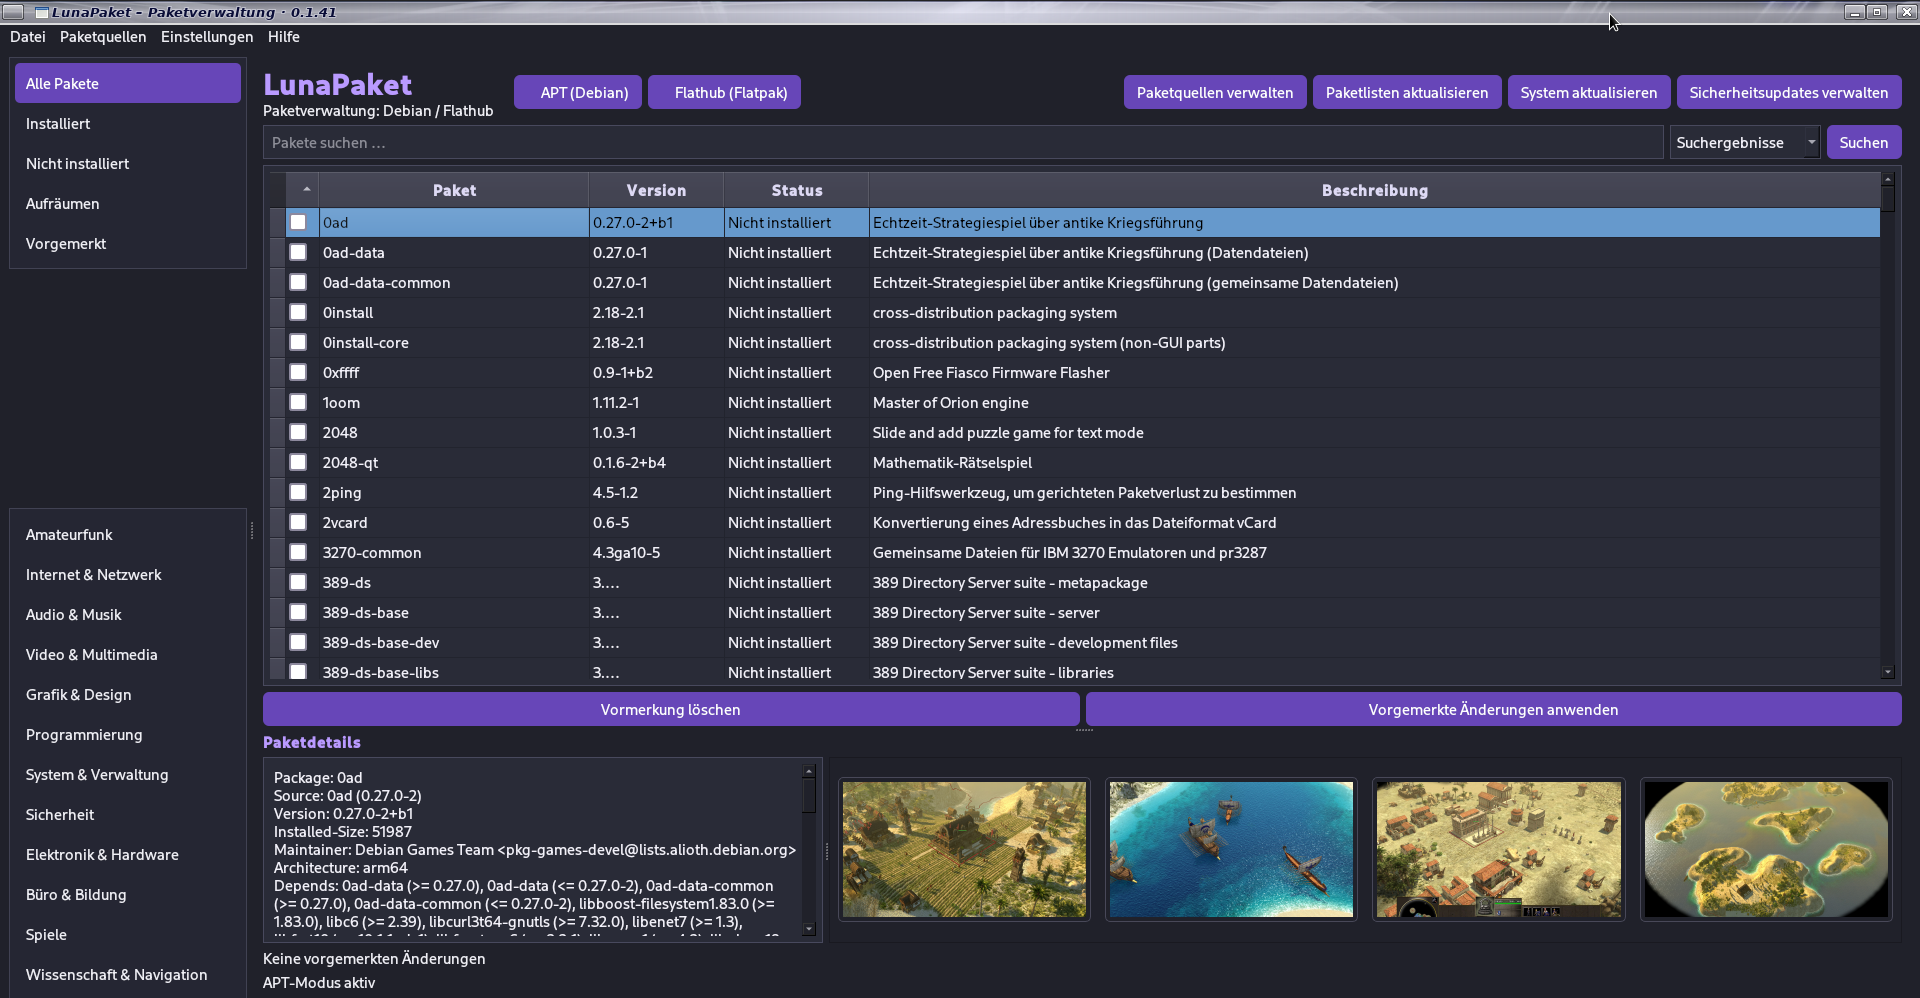 LunaPaket - Paketverwaltung · 0.1.41
Datei Paketquellen Einstellungen Hilfe
Alle Pakete
Installiert
Nicht installiert
Aufräumen
Vorgemerkt
Amateurfunk
Internet & Netzwerk
Audio & Musik
Video & Multimedia
Grafik & Design
Programmierung
System & Verwaltung
Sicherheit
Elektronik & Hardware
Büro & Bildung
Spiele
Wissenschaft & Navigation
LunaPaket
Paketverwaltung: Debian / Flathub
APT (Debian) Flathub (Flatpak)
Paketquellen verwalten Paketlisten aktualisieren System aktualisieren Sicherheitsupdates verwalten
Pakete suchen ... Suchergebnisse Suchen
Paket Version Status Beschreibung
0ad 0.27.0-2+b1 Nicht installiert Echtzeit-Strategiespiel über antike Kriegsführung
0ad-data 0.27.0-1 Nicht installiert Echtzeit-Strategiespiel über antike Kriegsführung (Datendateien)
0ad-data-common 0.27.0-1 Nicht installiert Echtzeit-Strategiespiel über antike Kriegsführung (gemeinsame Datendateien)
0install 2.18-2.1 Nicht installiert cross-distribution packaging system
0install-core 2.18-2.1 Nicht installiert cross-distribution packaging system (non-GUI parts)
0xffff 0.9-1+b2 Nicht installiert Open Free Fiasco Firmware Flasher
1oom 1.11.2-1 Nicht installiert Master of Orion engine
2048 1.0.3-1 Nicht installiert Slide and add puzzle game for text mode
2048-qt 0.1.6-2+b4 Nicht installiert Mathematik-Rätselspiel
2ping 4.5-1.2 Nicht installiert Ping-Hilfswerkzeug, um gerichteten Paketverlust zu bestimmen
2vcard 0.6-5 Nicht installiert Konvertierung eines Adressbuches in das Dateiformat vCard
3270-common 4.3ga10-5 Nicht installiert Gemeinsame Dateien für IBM 3270 Emulatoren und pr3287
389-ds 3.... Nicht installiert 389 Directory Server suite - metapackage
389-ds-base 3.... Nicht installiert 389 Directory Server suite - server
389-ds-base-dev 3.... Nicht installiert 389 Directory Server suite - development files
389-ds-base-libs 3.... Nicht installiert 389 Directory Server suite - libraries
Vormerkung löschen Vorgemerkte Änderungen anwenden
Paketdetails
Package: 0ad
Source: 0ad (0.27.0-2)
Version: 0.27.0-2+b1
Installed-Size: 51987
Maintainer: Debian Games Team <pkg-games-devel@lists.alioth.debian.org>
Architecture: arm64
Depends: 0ad-data (>= 0.27.0), 0ad-data (<= 0.27.0-2), 0ad-data-common
(>= 0.27.0), 0ad-data-common (<= 0.27.0-2), libboost-filesystem1.83.0 (>=
1.83.0), libc6 (>= 2.39), libcurl3t64-gnutls (>= 7.32.0), libenet7 (>= 1.3),
Keine vorgemerkten Änderungen
APT-Modus aktiv